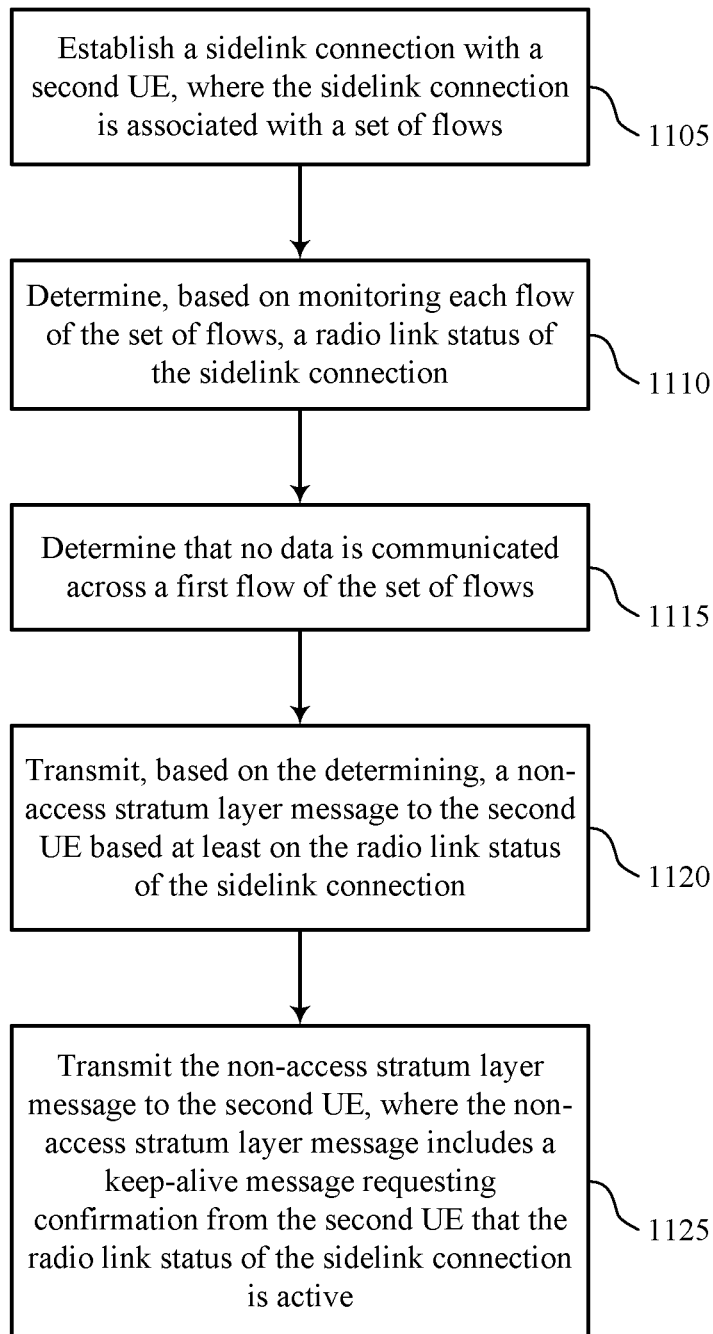 Establish a sidelink connection with a
second UE, where the sidelink connection
is associated with a set of flows
1105
Determine, based on monitoring each flow
of the set of flows, a radio link status of
the sidelink connection
1110
Determine that no data is communicated
across a first flow of the set of flows
1115
Transmit, based on the determining, a non-
access stratum layer message to the second
UE based at least on the radio link status
of the sidelink connection
1120
Transmit the non-access stratum layer
message to the second UE, where the non-
access stratum layer message includes a
keep-alive message requesting
confirmation from the second UE that the
radio link status of the sidelink connection
is active
1125